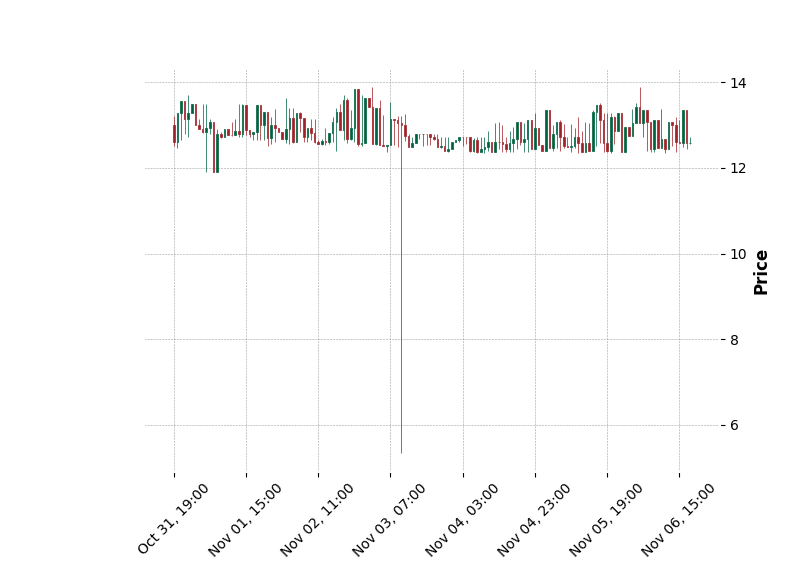 14
12
10
8
6
Price
Oct 31, 19:00
Nov 01, 15:00
Nov 02, 11:00
Nov 03, 07:00
Nov 04, 03:00
Nov 04, 23:00
Nov 05, 19:00
Nov 06, 15:00